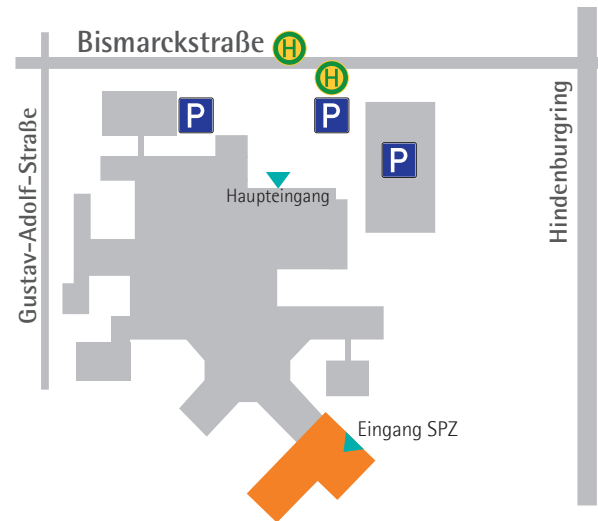 Bismarckstraße
H
H
P
P
P
Gustav-Adolf-Straße
Hindenburgring
Haupteingang
Eingang SPZ